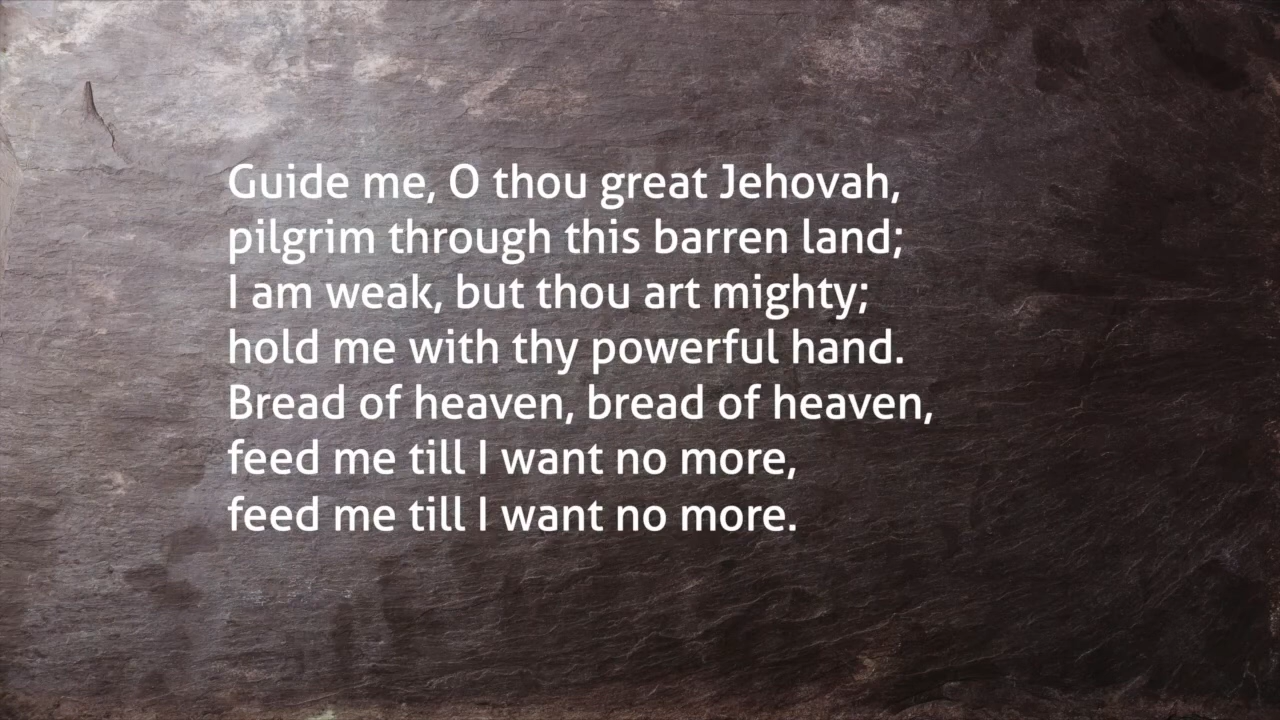 Guide me, O thou great Jehovah,
pilgrim through this barren land;
I am weak, but thou art mighty;
hold me with thy powerful hand.
Bread of heaven, bread of heaven,
feed me till I want no more,
feed me till I want no more.